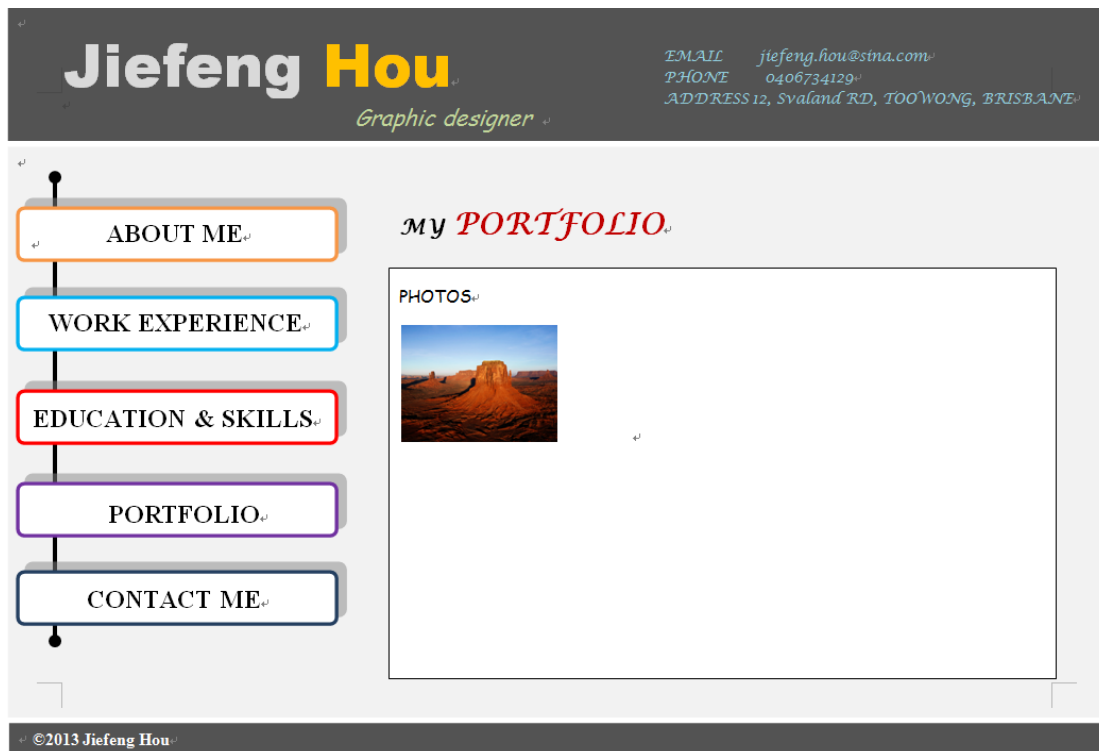 Jiefeng Hou
Graphic designer
EMAIL jiefeng.hou@sina.com
PHONE 0406734129
ADDRESS 12, Svaland RD, TOOWONG, BRISBANE
ABOUT ME
WORK EXPERIENCE
EDUCATION & SKILLS
PORTFOLIO
CONTACT ME
MY PORTFOLIO
PHOTOS
©2013 Jiefeng Hou